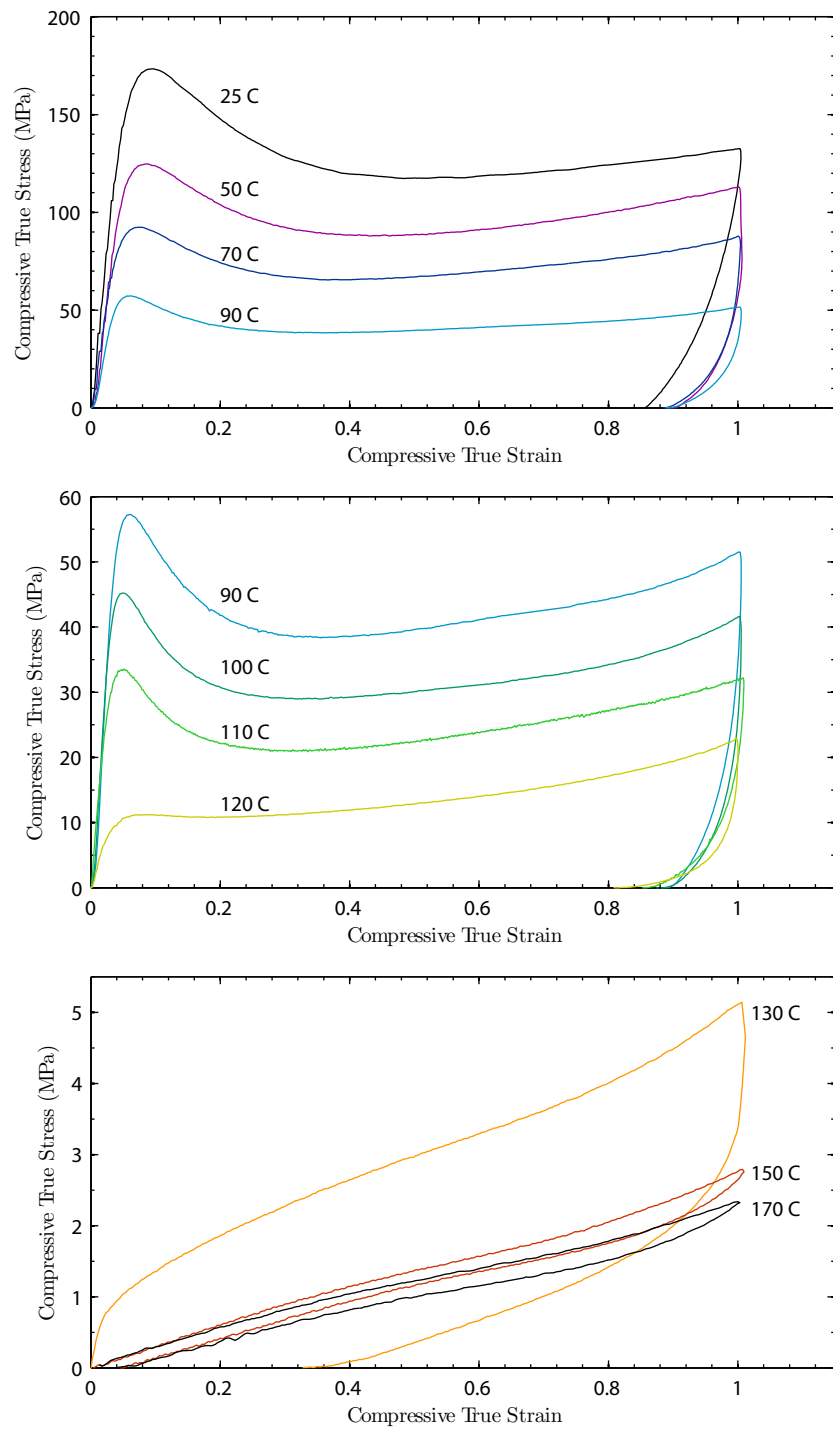 200
150
100
50
0
Compressive True Stress (MPa)
25 C
50 C
70 C
90 C
0 0.2 0.4 0.6 0.8 1
Compressive True Strain
60
50
40
30
20
10
0
Compressive True Stress (MPa)
90 C
100 C
110 C
120 C
0 0.2 0.4 0.6 0.8 1
Compressive True Strain
5
4
3
2
1
0
Compressive True Stress (MPa)
130 C
150 C
170 C
0 0.2 0.4 0.6 0.8 1
Compressive True Strain